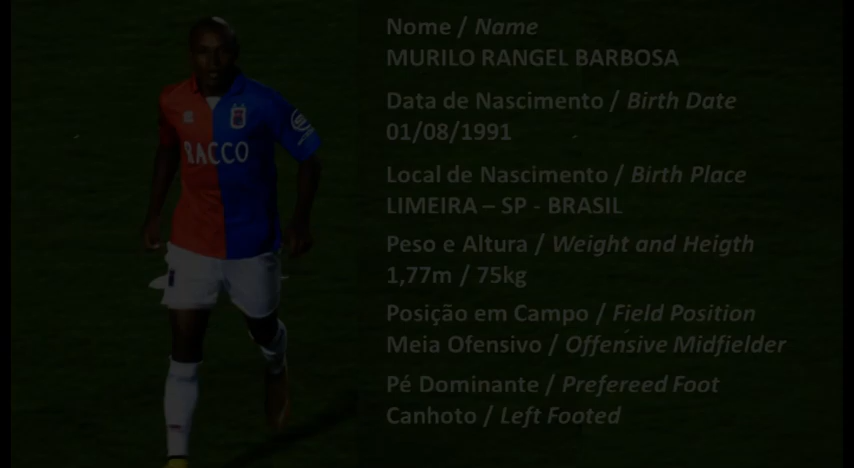 Nome / Name
MURILO RANGEL BARBOSA
Data de Nascimento / Birth Date
01/08/1991
Local de Nascimento / Birth Place
LIMEIRA – SP - BRASIL
Peso e Altura / Weight and Heigth
1,77m / 75kg
Posição em Campo / Field Position
Meia Ofensivo / Offensive Midfielder
Pé Dominante / Prefereed Foot
Canhoto / Left Footed
RACCO